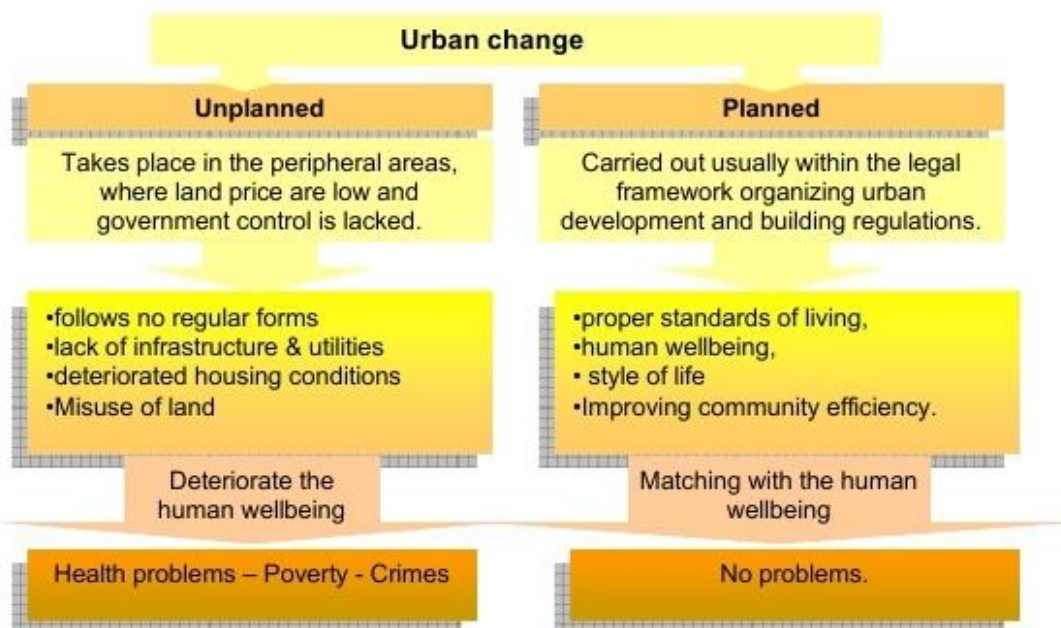 Urban change
Unplanned
Takes place in the peripheral areas,
where land price are low and
government control is lacked.
•follows no regular forms
•lack of infrastructure & utilities
•deteriorated housing conditions
•Misuse of land
Deteriorate the
human wellbeing
Health problems – Poverty - Crimes
Planned
Carried out usually within the legal
framework organizing urban
development and building regulations.
•proper standards of living,
•human wellbeing,
• style of life
•Improving community efficiency.
Matching with the human
wellbeing
No problems.